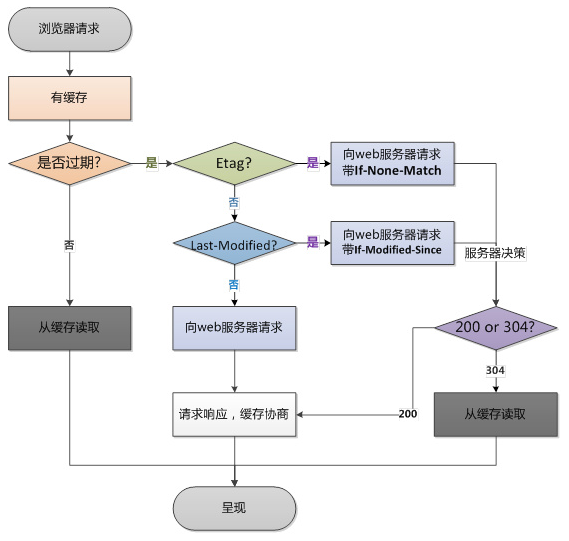 浏览器请求
有缓存
是否过期?
是
Etag?
是
向web服务器请求
带If-None-Match
否
否
Last-Modified?
是
向web服务器请求
带If-Modified-Since
服务器决策
否
从缓存读取
向web服务器请求
200 or 304?
304
请求响应，缓存协商
200
从缓存读取
呈现